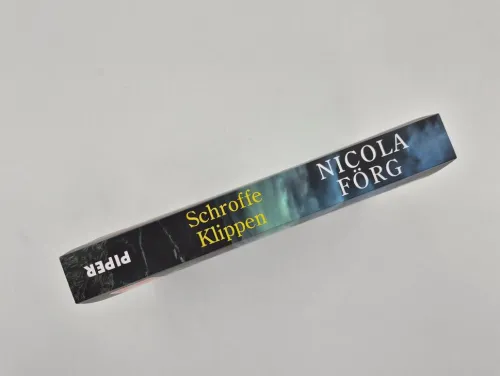 NICOLA
FÖRG
Schroffe
Klippen
PIPER